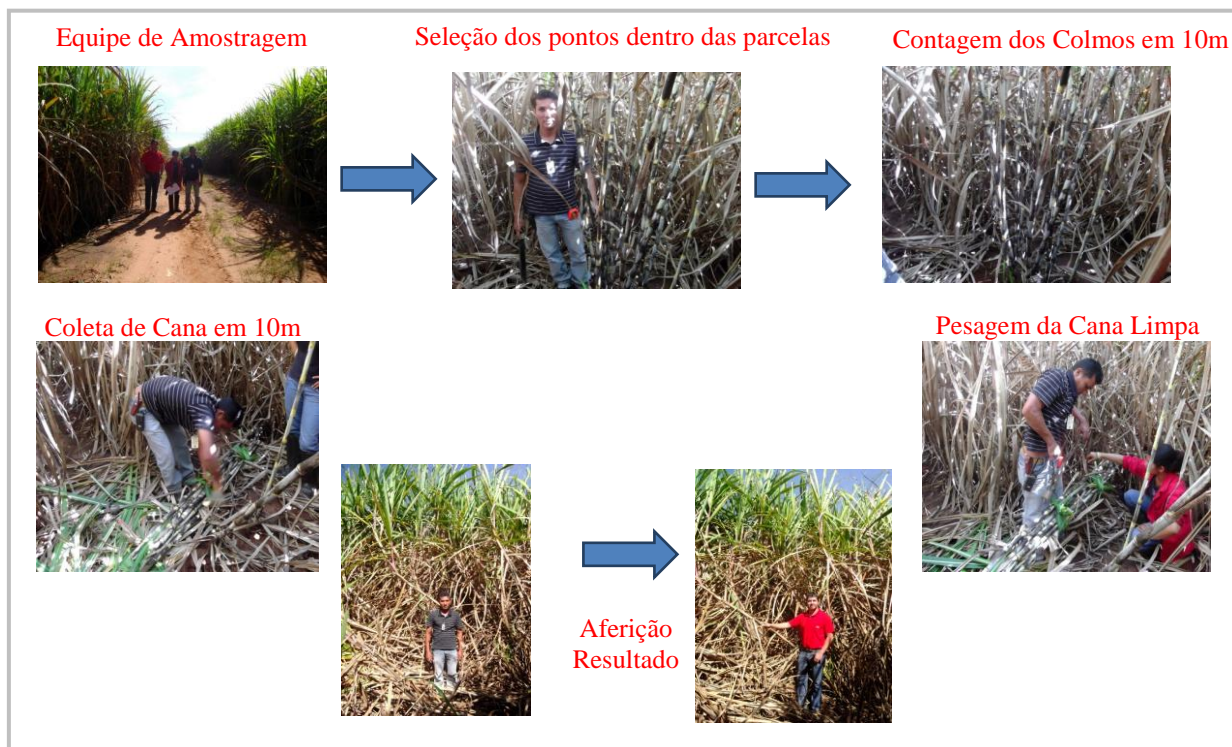 Equipe de Amostragem
Seleção dos pontos dentro das parcelas
Contagem dos Colmos em 10m
Coleta de Cana em 10m
Pesagem da Cana Limpa
Aferição
Resultado